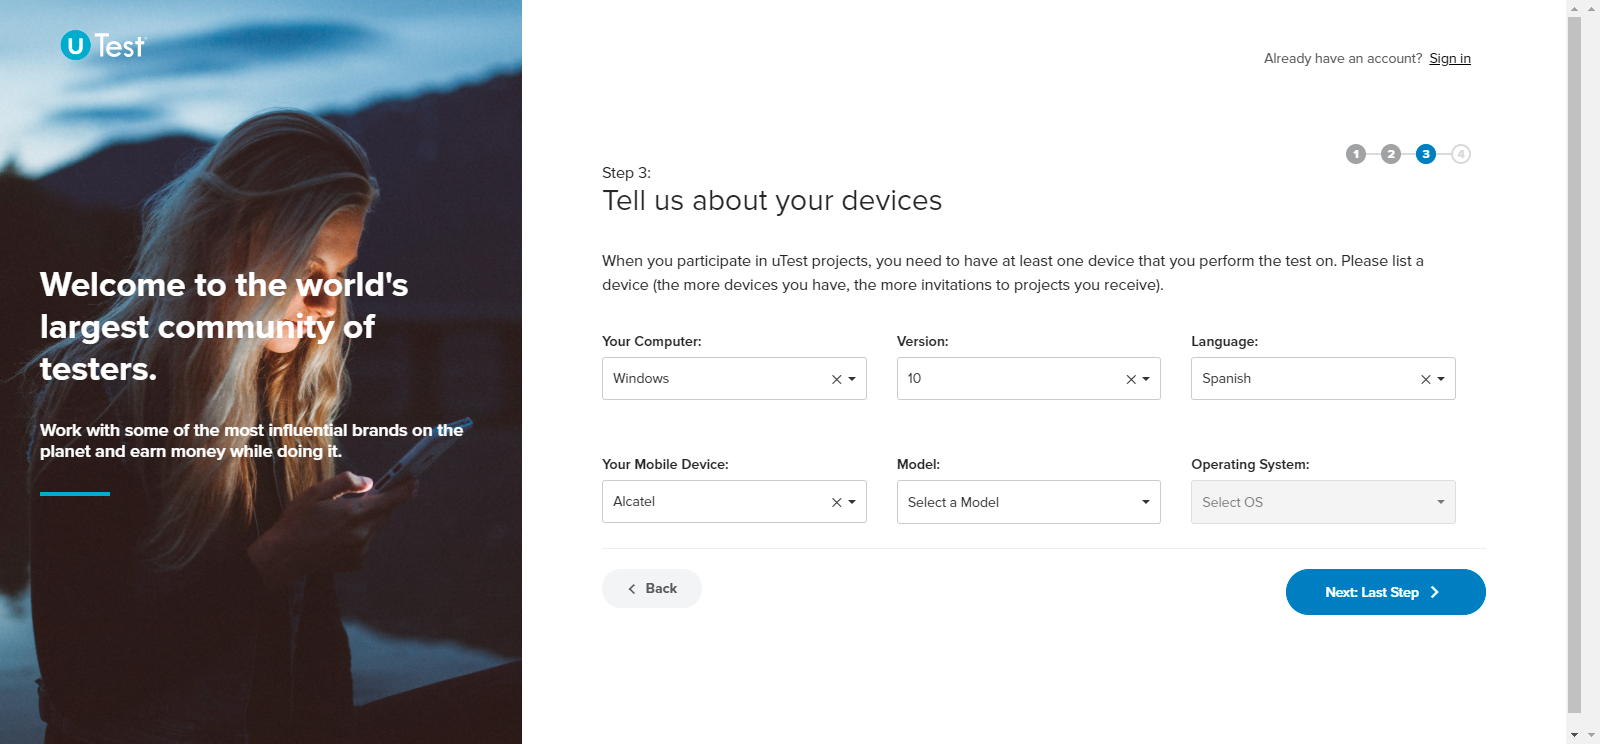 u Test
Already have an account? Sign in
1 2 3 4
Step 3:
Tell us about your devices
Welcome to the world's
largest community of
testers.
Work with some of the most influential brands on the
planet and earn money while doing it.
When you participate in uTest projects, you need to have at least one device that you perform the test on. Please list a
device (the more devices you have, the more invitations to projects you receive).
Your Computer: Version: Language:
Windows 10 Spanish
Your Mobile Device: Model: Operating System:
Alcatel Select a Model Select OS
Back Next: Last Step